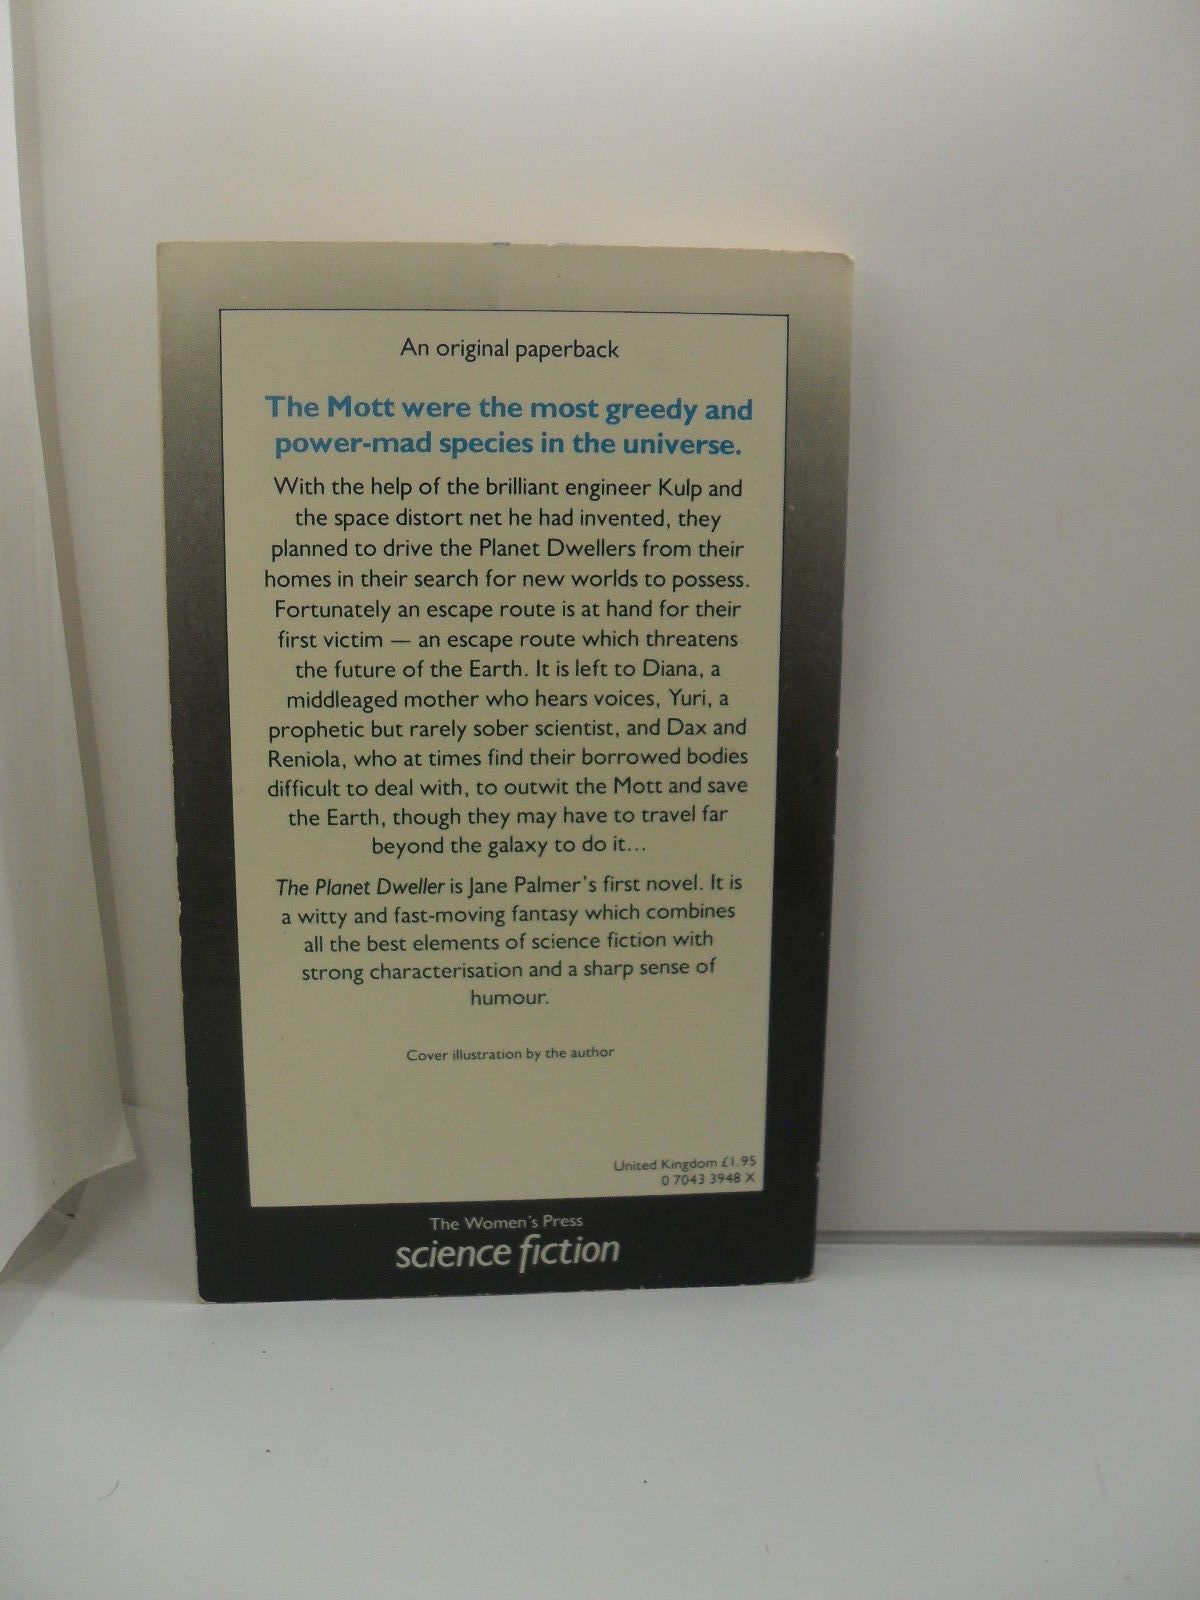 An original paperback
The Mott were the most greedy and
power-mad species in the universe.
With the help of the brilliant engineer Kulp and
the space distort net he had invented, they
planned to drive the Planet Dwellers from their
homes in their search for new worlds to possess.
Fortunately an escape route is at hand for their
first victim — an escape route which threatens
the future of the Earth. It is left to Diana, a
middleaged mother who hears voices, Yuri, a
prophetic but rarely sober scientist, and Dax and
Reniola, who at times find their borrowed bodies
difficult to deal with, to outwit the Mott and save
the Earth, though they may have to travel far
beyond the galaxy to do it...
The Planet Dweller is Jane Palmer's first novel. It is
a witty and fast-moving fantasy which combines
all the best elements of science fiction with
strong characterisation and a sharp sense of
humour.
Cover illustration by the author
United Kingdom £1.95
0 7043 3948 X
The Women's Press
science fiction